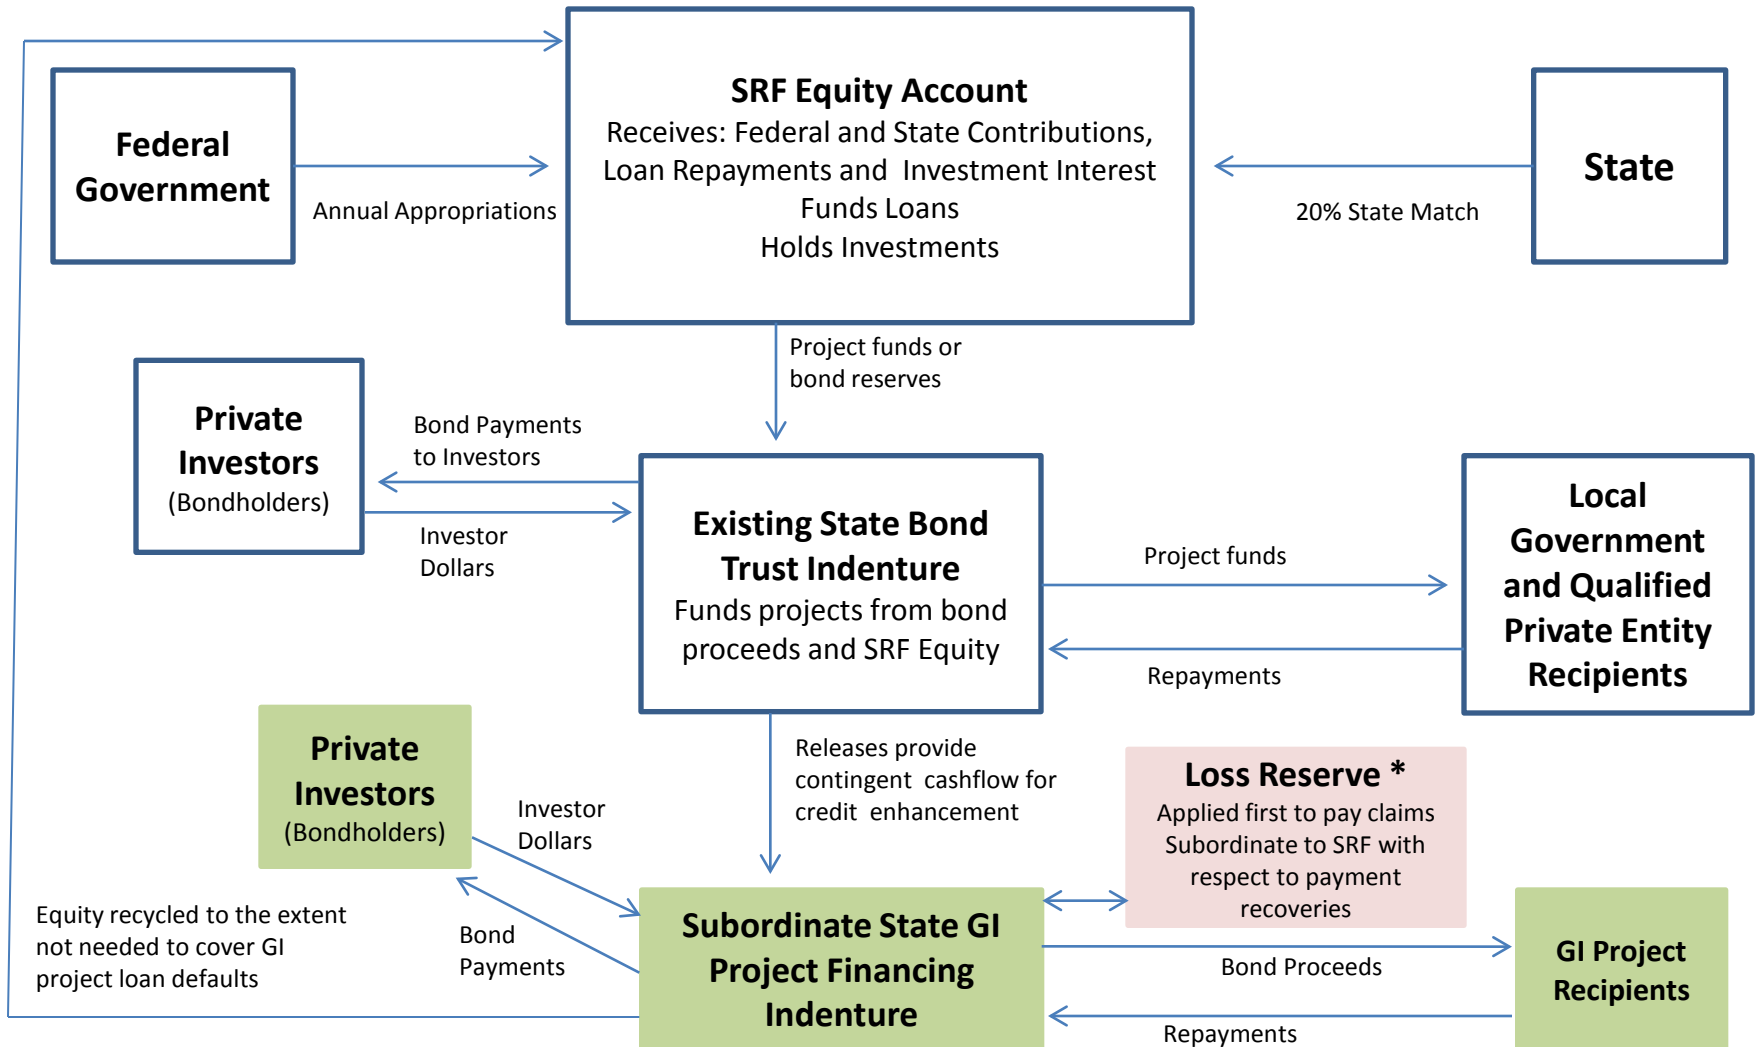 SRF Equity Account
Receives: Federal and State Contributions,
Loan Repayments and Investment Interest
Funds Loans
Holds Investments
Federal
Government
Annual Appropriations
State
20% State Match
Project funds or
bond reserves
Private
Investors
(Bondholders)
Bond Payments
to Investors
Investor
Dollars
Existing State Bond
Trust Indenture
Funds projects from bond
proceeds and SRF Equity
Project funds
Repayments
Local
Government
and Qualified
Private Entity
Recipients
Private
Investors
(Bondholders)
Investor
Dollars
Releases provide
contingent cashflow for
credit enhancement
Loss Reserve *
Applied first to pay claims
Subordinate to SRF with
respect to payment
recoveries
Equity recycled to the extent
not needed to cover GI
project loan defaults
Bond
Payments
Subordinate State GI
Project Financing
Indenture
Bond Proceeds
Repayments
GI Project
Recipients